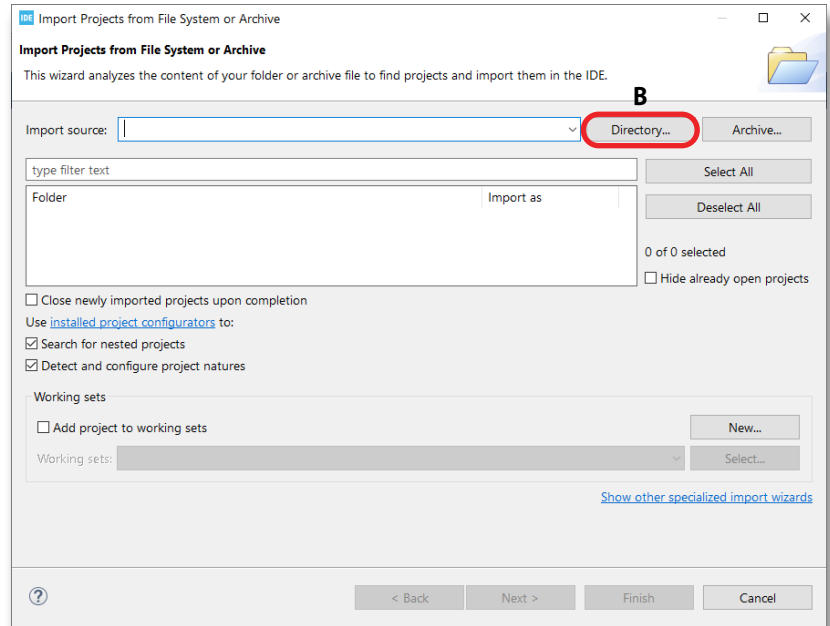 IDE Import Projects from File System or Archive
Import Projects from File System or Archive
This wizard analyzes the content of your folder or archive file to find projects and import them in the IDE.
B
Import source: Directory... Archive...
type filter text Select All
Folder Import as
Deselect All
0 of 0 selected
Hide already open projects
Close newly imported projects upon completion
Use installed project configurators to:
Search for nested projects
Detect and configure project natures
Working sets
Add project to working sets New...
Working sets: Select...
Show other specialized import wizards
? < Back Next > Finish Cancel